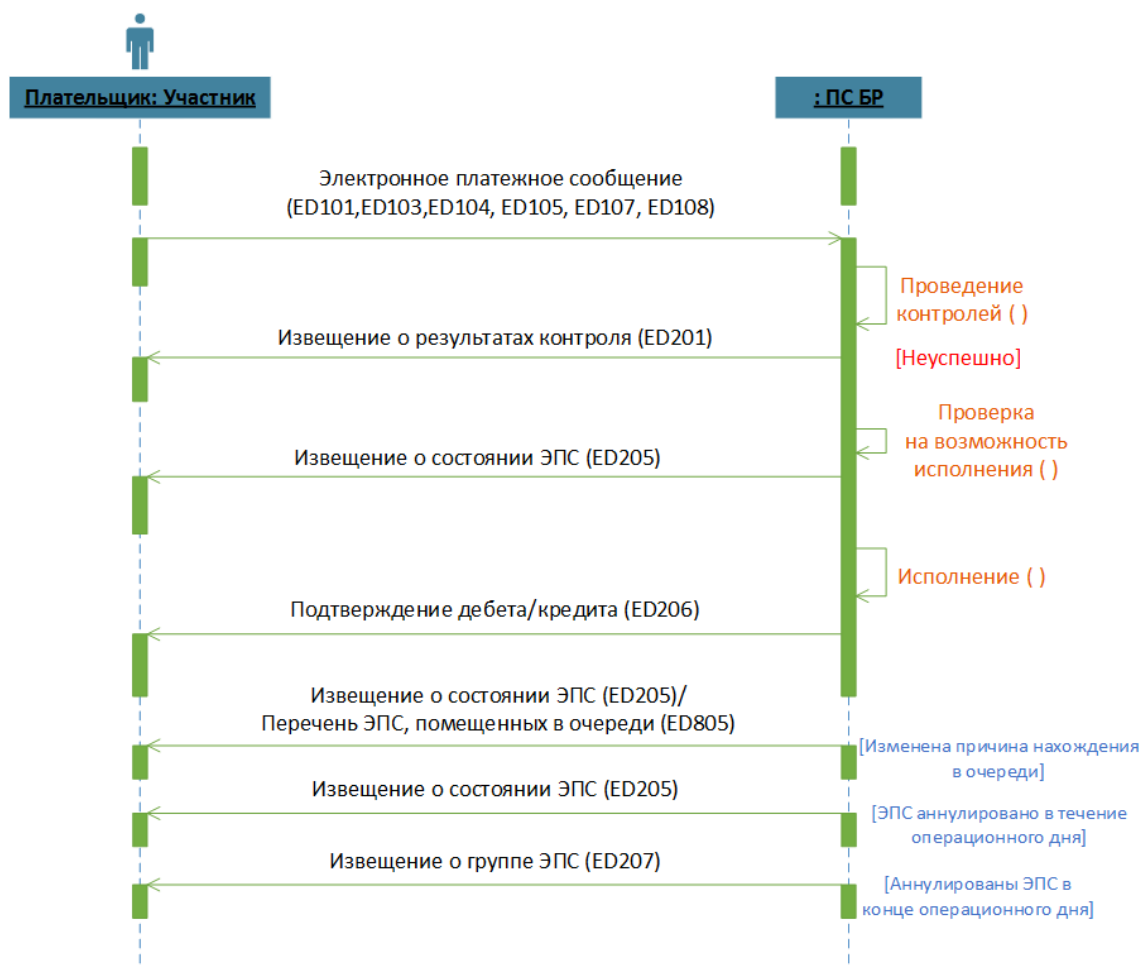 Плательщик: Участник
: ПС БР
Электронное платежное сообщение
(ED101,ED103,ED104, ED105, ED107, ED108)
Проведение
контролей ( )
Извещение о результатах контроля (ED201)
[Неуспешно]
Проверка
на возможность
исполнения ( )
Извещение о состоянии ЭПС (ED205)
Исполнение ( )
Подтверждение дебета/кредита (ED206)
Извещение о состоянии ЭПС (ED205)/
Перечень ЭПС, помещенных в очереди (ED805)
[Изменена причина нахождения
в очереди]
Извещение о состоянии ЭПС (ED205)
[ЭПС аннулировано в течение
операционного дня]
Извещение о группе ЭПС (ED207)
[Аннулированы ЭПС в
конце операционного дня]